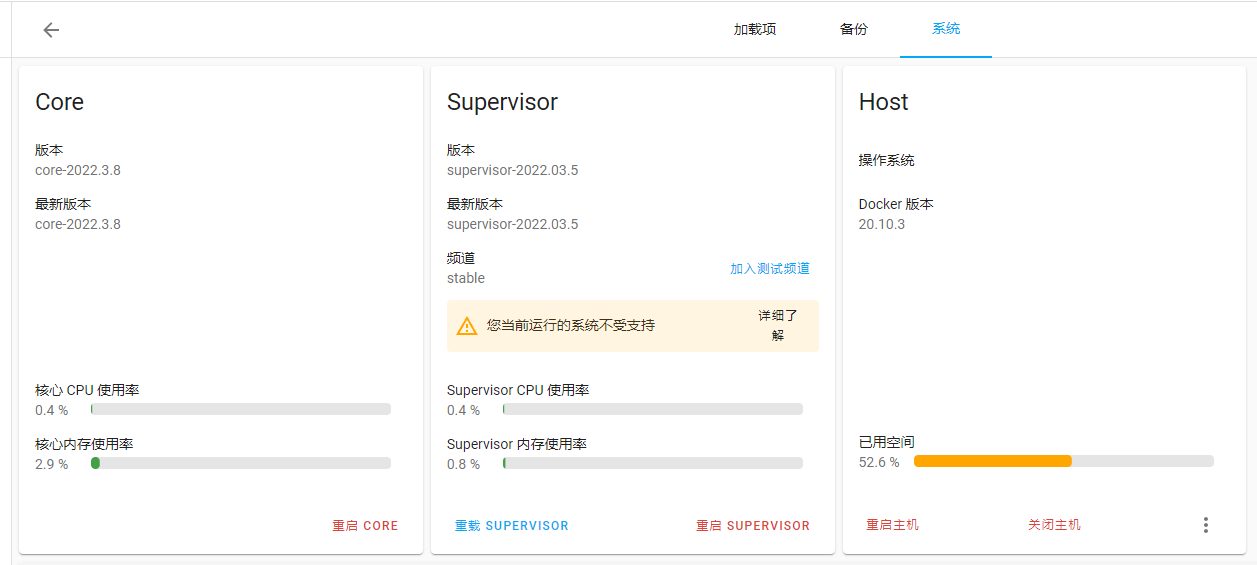 加载项
备份
系统
Core
版本
core-2022.3.8
最新版本
core-2022.3.8
核心 CPU 使用率
0.4 %
核心内存使用率
2.9 %
重启 CORE
Supervisor
版本
supervisor-2022.03.5
最新版本
supervisor-2022.03.5
频道
stable
加入测试频道
您当前运行的系统不受支持
详细了
解
Supervisor CPU 使用率
0.4 %
Supervisor 内存使用率
0.8 %
重载 SUPERVISOR
重启 SUPERVISOR
Host
操作系统
Docker 版本
20.10.3
已用空间
52.6 %
重启主机
关闭主机